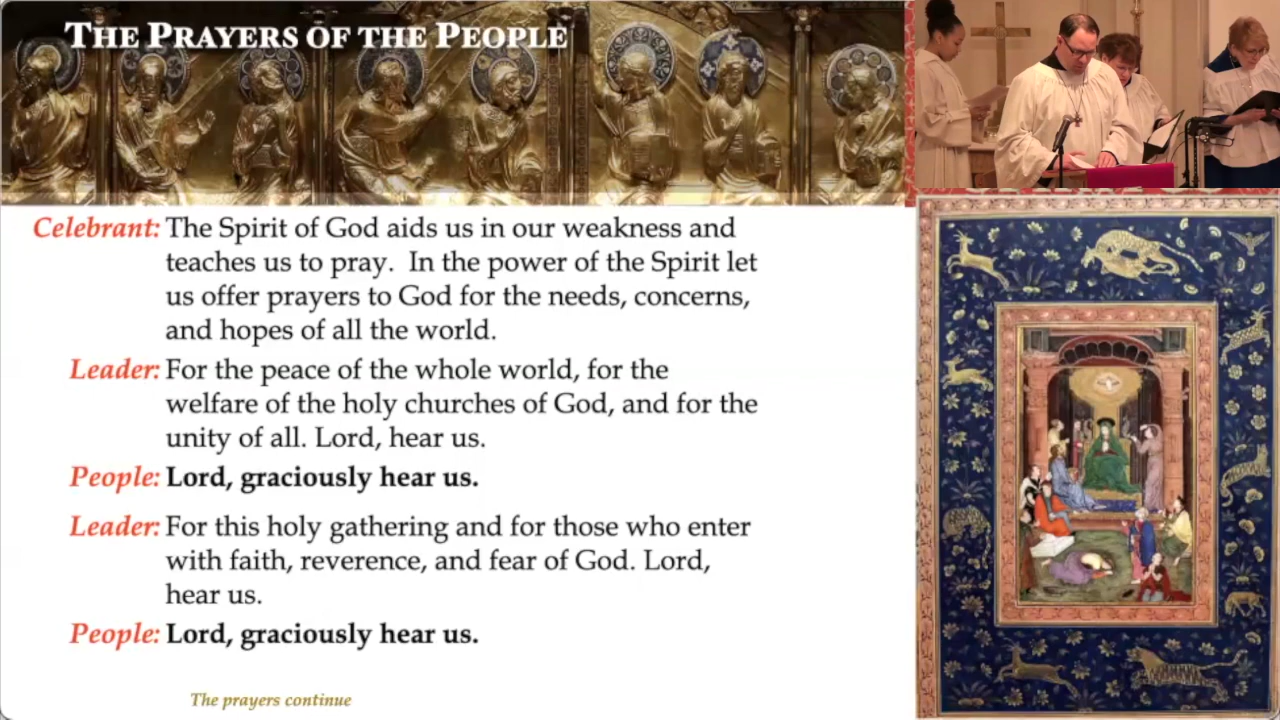 THE PRAYERS OF THE PEOPLE
Celebrant: The Spirit of God aids us in our weakness and
teaches us to pray.  In the power of the Spirit let
us offer prayers to God for the needs, concerns,
and hopes of all the world.
Leader: For the peace of the whole world, for the
welfare of the holy churches of God, and for the
unity of all. Lord, hear us.
People: Lord, graciously hear us.
Leader: For this holy gathering and for those who enter
with faith, reverence, and fear of God. Lord,
hear us.
People: Lord, graciously hear us.
The prayers continue